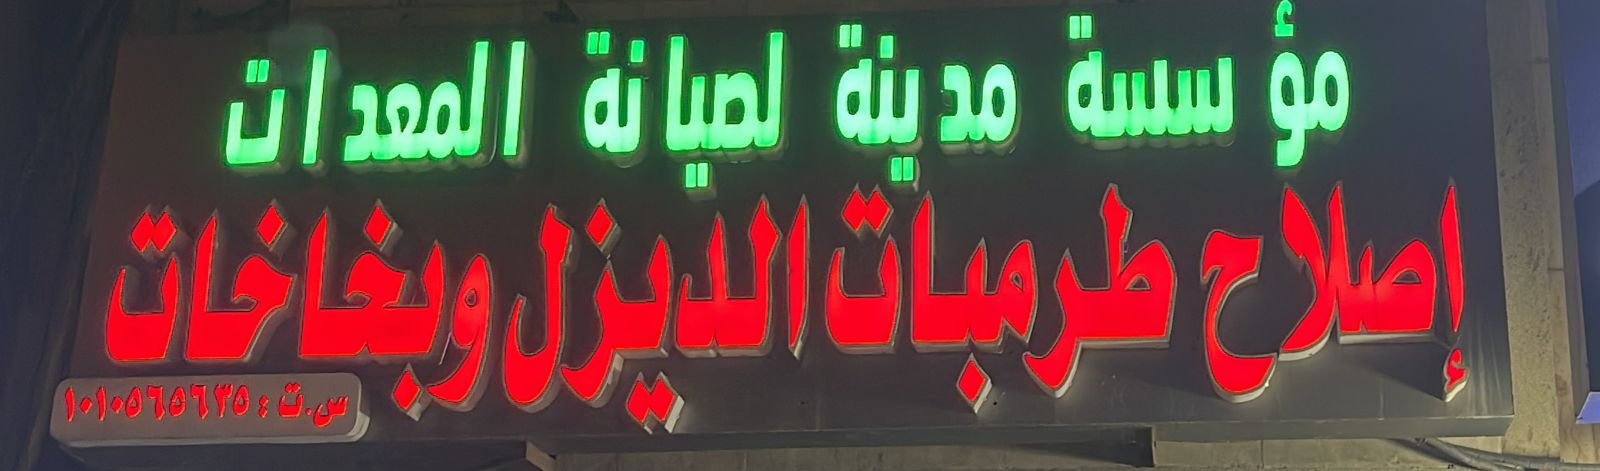 مؤسسة مدينة لصيانة المعدات
إصلاح طرمبات الديزل وبخاخات
س.ت : ١٠١٠٥٦٥٦٣٥